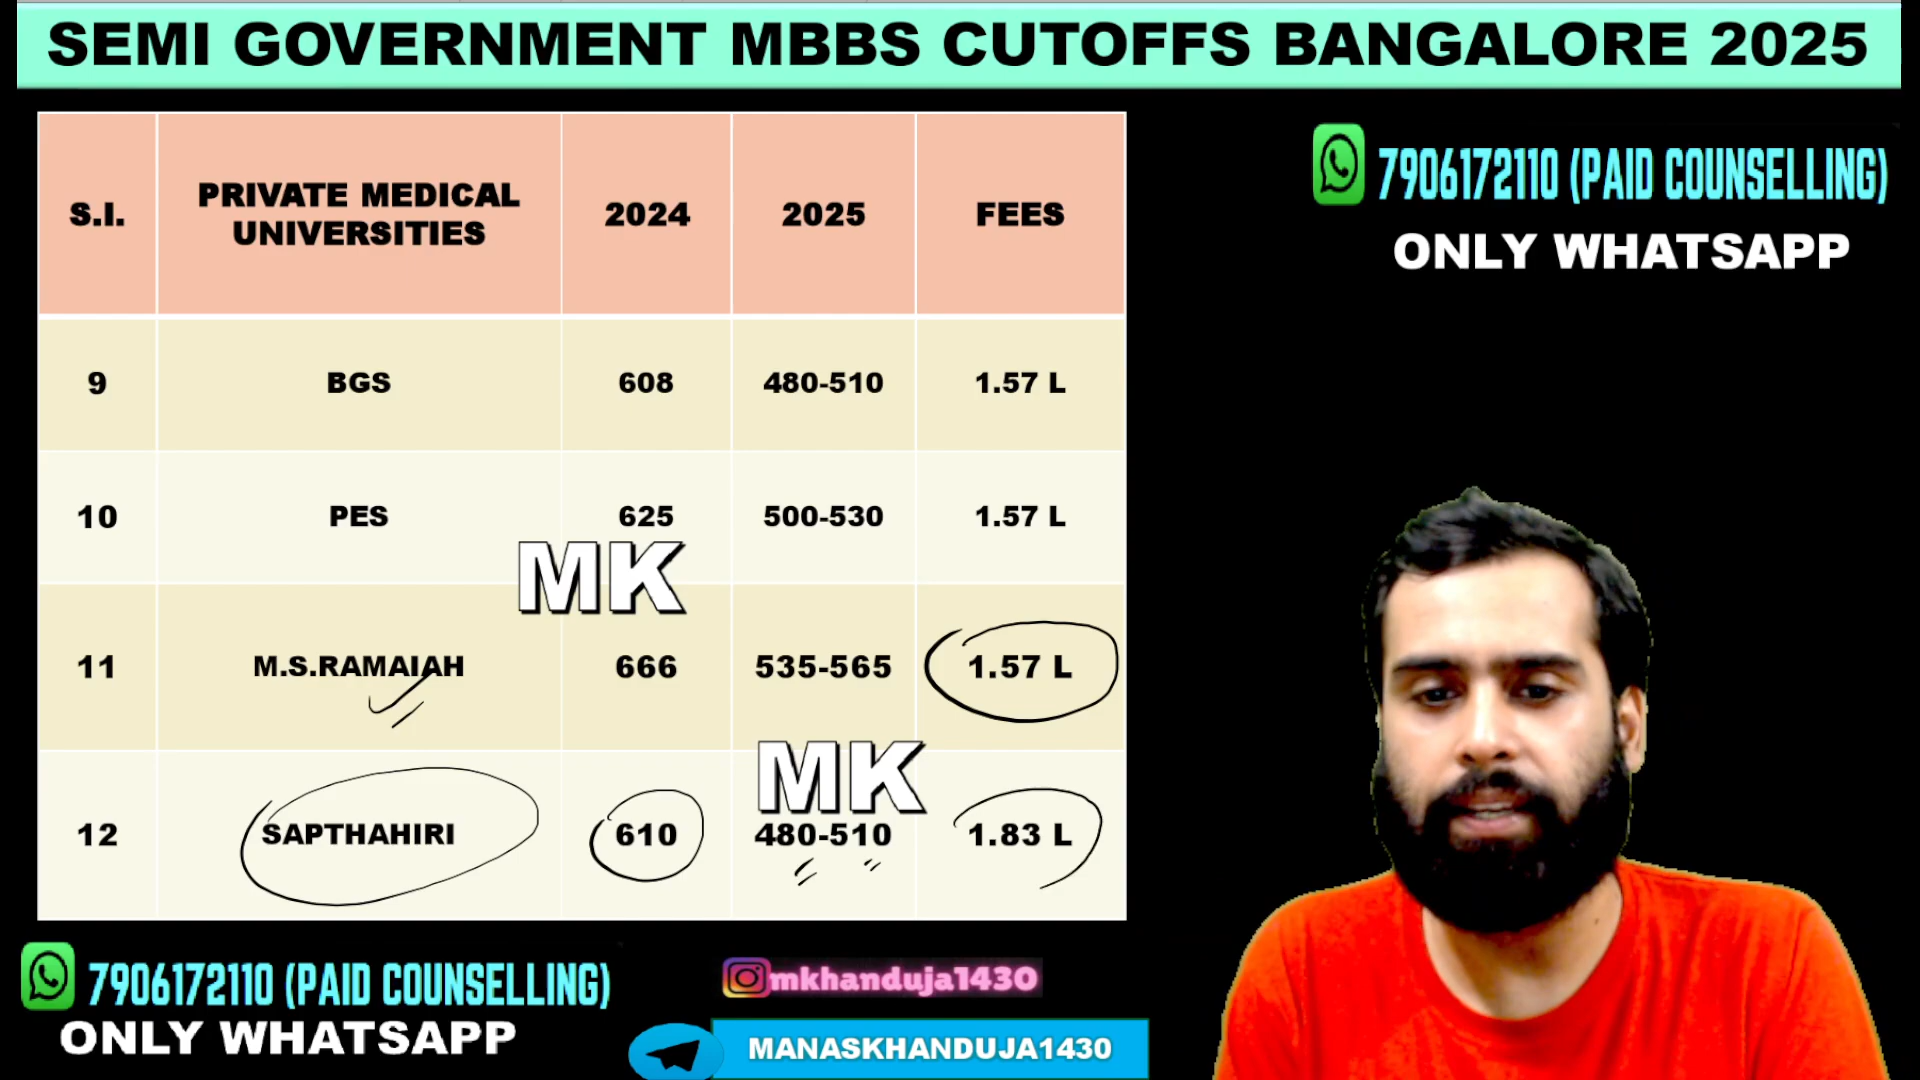 SEMI GOVERNMENT MBBS CUTOFFS BANGALORE 2025
7906172110 (PAID COUNSELLING)
ONLY WHATSAPP
S.I. PRIVATE MEDICAL UNIVERSITIES 2024 2025 FEES
9 BGS 608 480-510 1.57 L
10 PES 625 500-530 1.57 L
MK
11 M.S.RAMAIAH 666 535-565 1.57 L
MK
12 SAPTHAHIRI 610 480-510 1.83 L
7906172110 (PAID COUNSELLING)
ONLY WHATSAPP
mkhanduja1430
MANASKHANDUJA1430